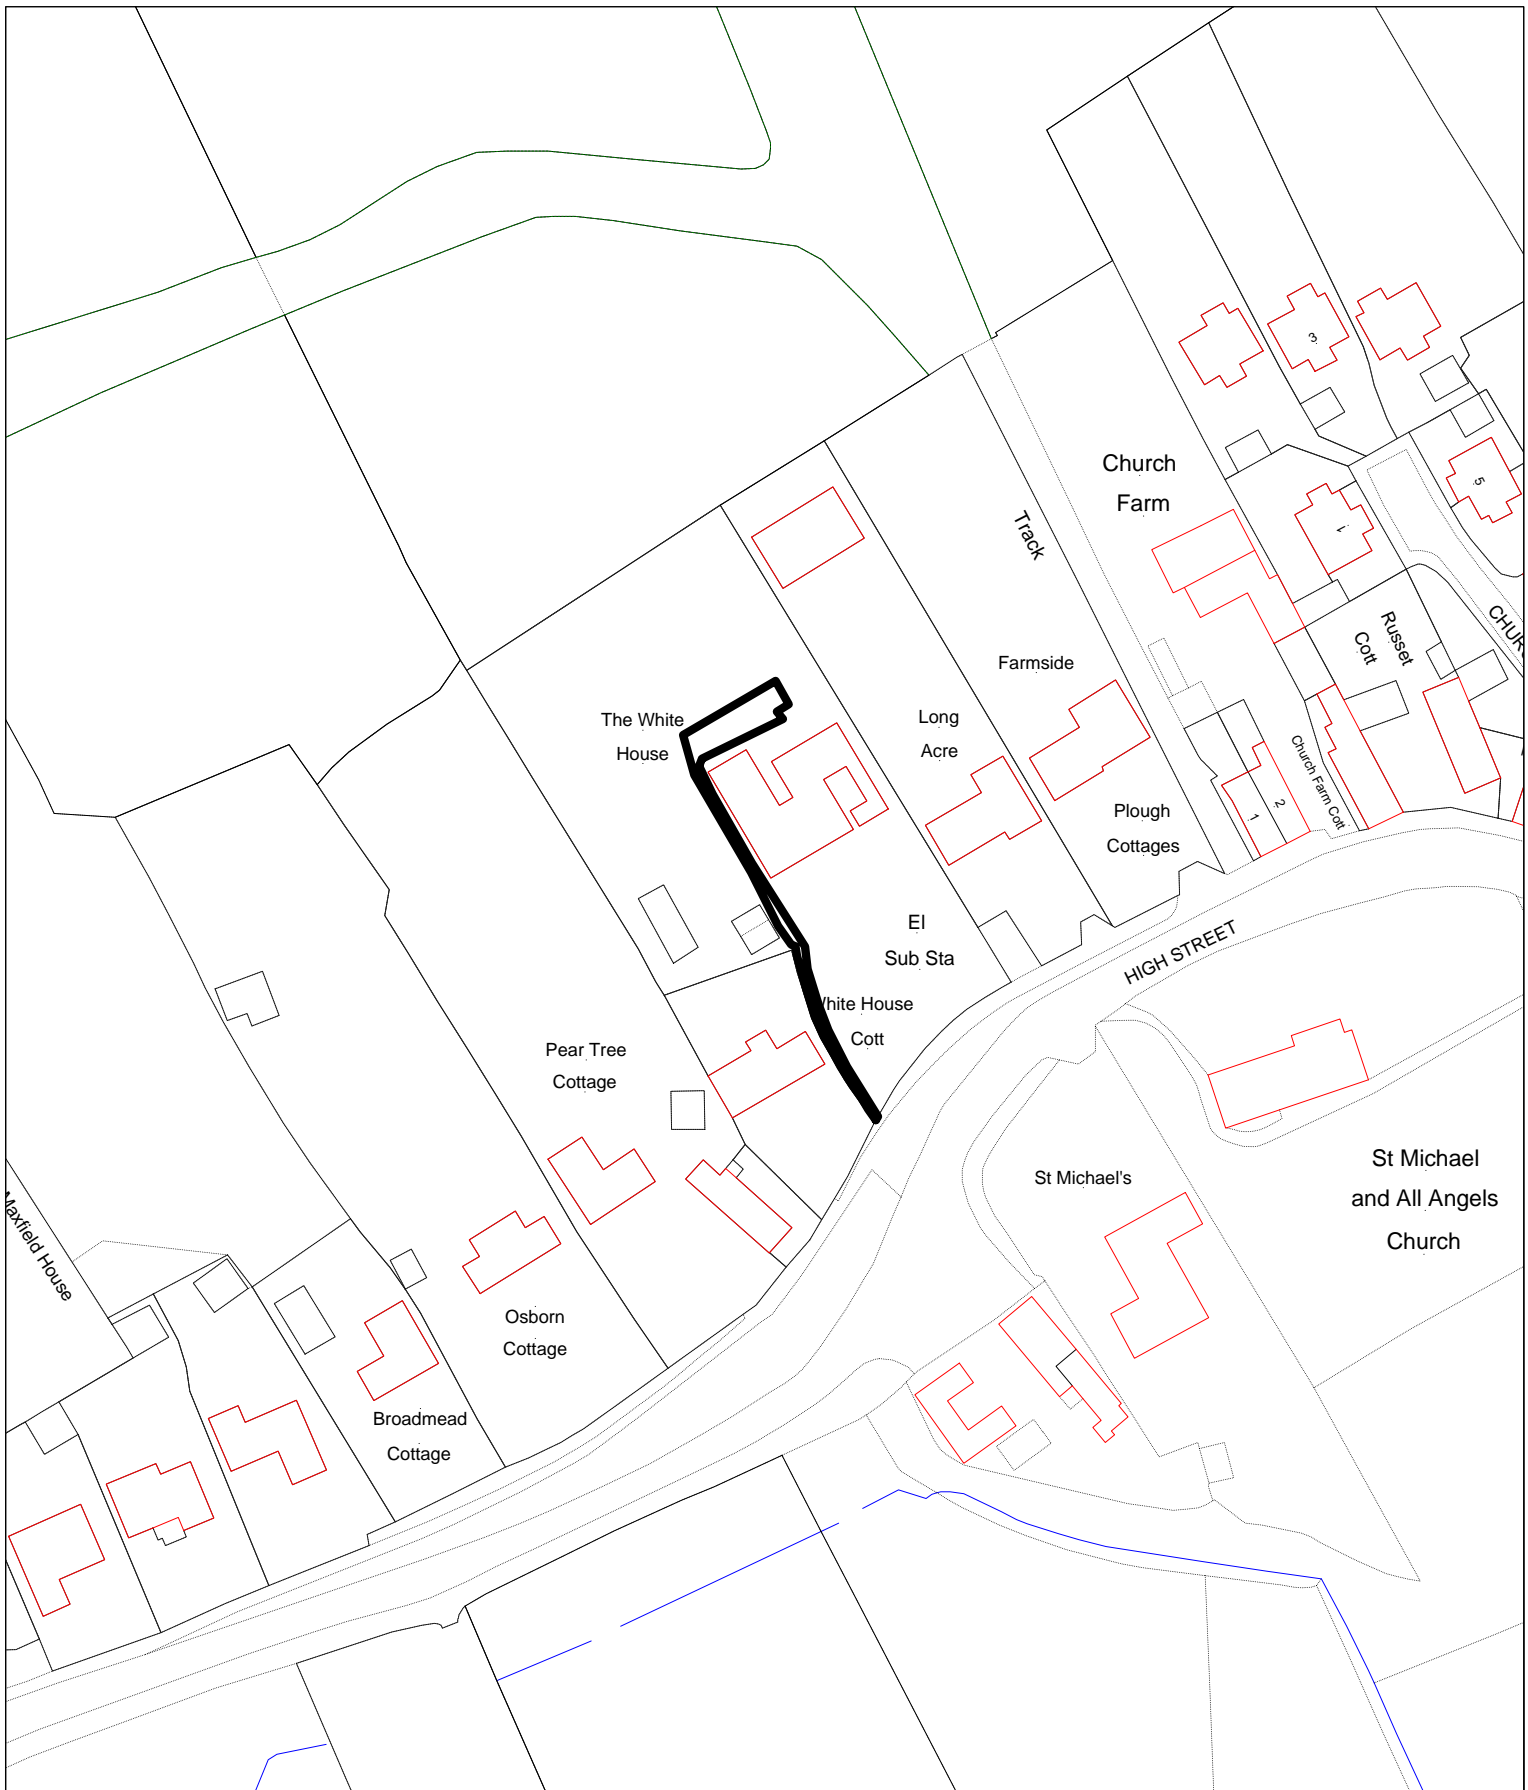 3
Church
Farm
5
1
Track
CHUR
Russet
Cott
Farmside
The White
House
Long
Acre
Church Farm Cott
Plough
Cottages
1
2
El
Sub Sta
HIGH STREET
White House
Cott
Pear Tree
Cottage
St Michael's
St Michael
and All Angels
Church
Maxfield House
Osborn
Cottage
Broadmead
Cottage